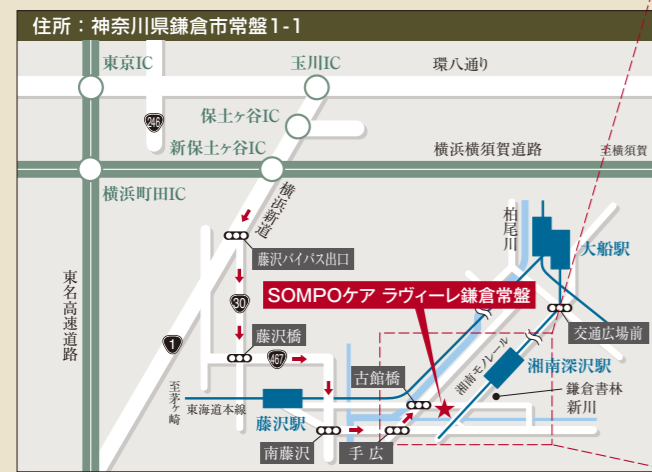 住所：神奈川県鎌倉市常盤1-1
東京IC
玉川IC
環八通り
246
保土ヶ谷IC
新保土ヶ谷IC
横浜横須賀道路
至横須賀
横浜町田IC
横浜新道
柏尾川
大船駅
藤沢バイパス出口
東名高速道路
30
SOMPOケア ラヴィーレ鎌倉常盤
1
藤沢橋
467
交通広場前
古館橋
湘南モノレール
湘南深沢駅
至茅ヶ崎
東海道本線
藤沢駅
鎌倉書林
新川
南藤沢
手広